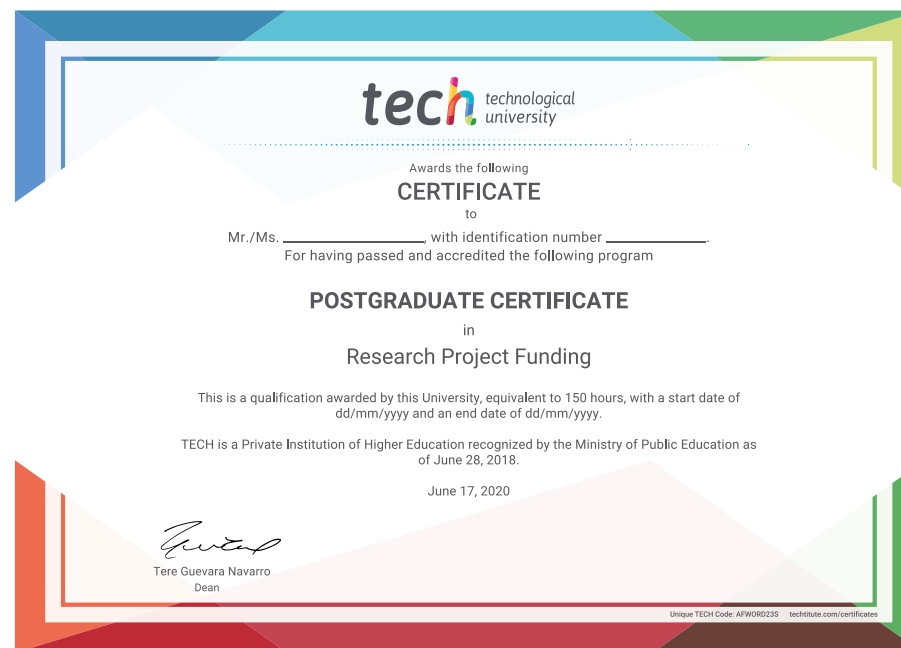 tech technological
university
Awards the following
CERTIFICATE
to
Mr./Ms. ____________________, with identification number ______________.
For having passed and accredited the following program
POSTGRADUATE CERTIFICATE
in
Research Project Funding
This is a qualification awarded by this University, equivalent to 150 hours, with a start date of
dd/mm/yyyy and an end date of dd/mm/yyyy.
TECH is a Private Institution of Higher Education recognized by the Ministry of Public Education as
of June 28, 2018.
June 17, 2020
Tere Guevara Navarro
Dean
Unique TECH Code: AFWORD23S techtitute.com/certificates